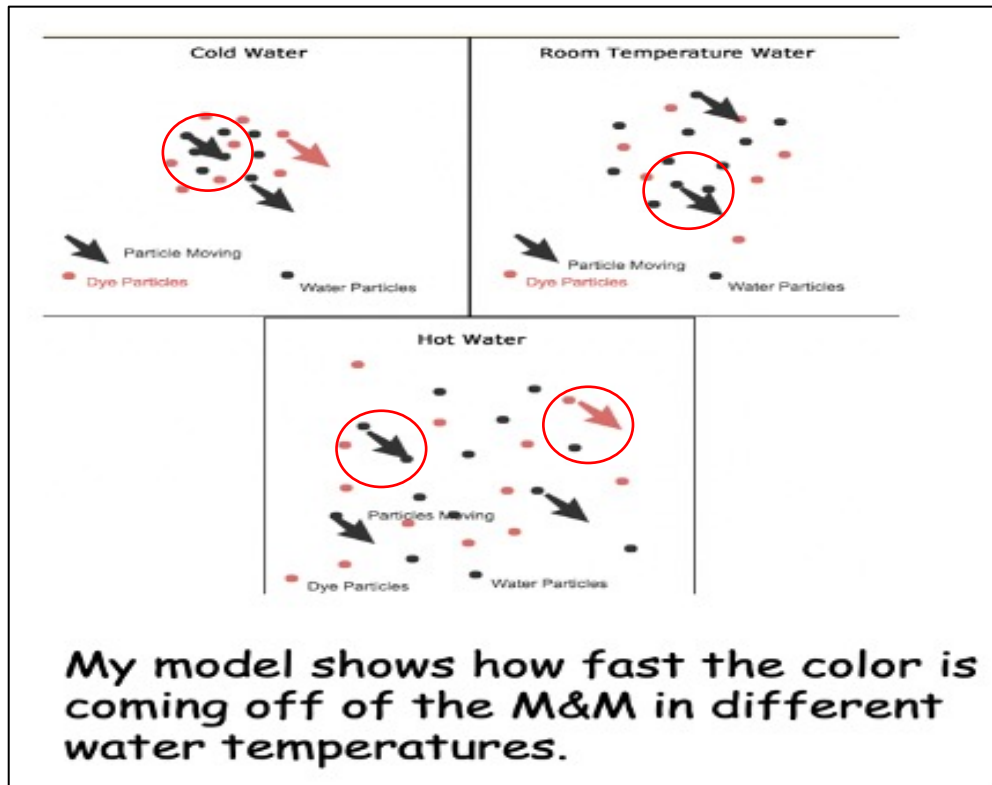 Cold Water
Particle Moving
Dye Particles
Water Particles
Room Temperature Water
Particle Moving
Dye Particles
Water Particles
Hot Water
Particles Moving
Dye Particles
Water Particles
My model shows how fast the color is
coming off of the M&M in different
water temperatures.